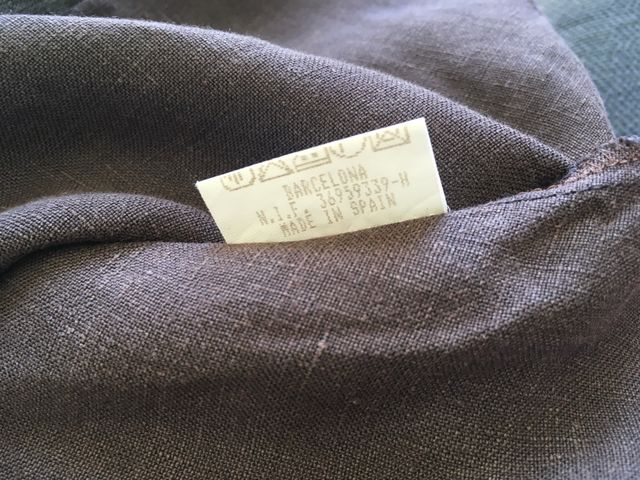 BARCELONA
N.I.F. 36959339-H
MADE IN SPAIN